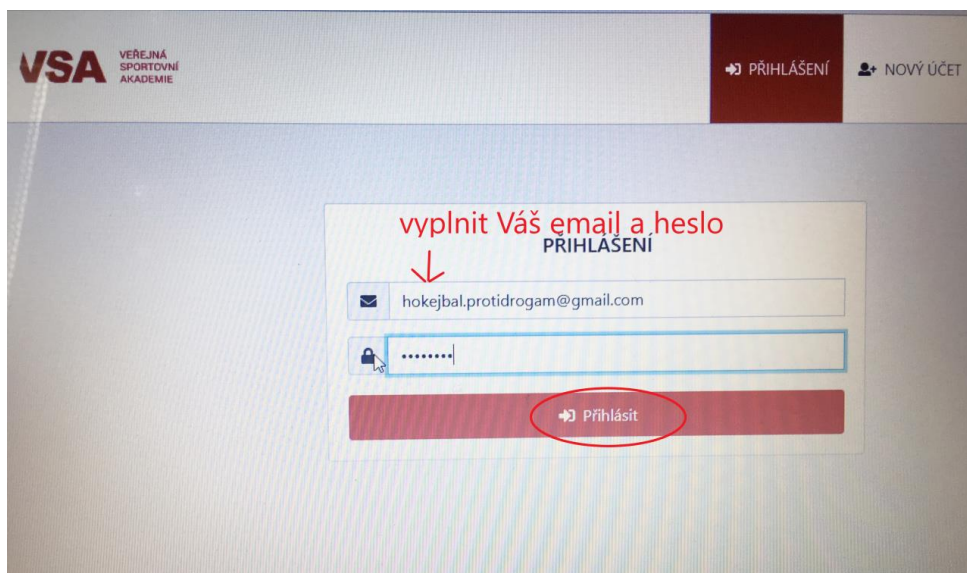 VSA
VEŘEJNÁ
SPORTOVNÍ
AKADEMIE
PŘIHLÁŠENÍ
NOVÝ ÚČET
vyplnit Váš email a heslo
PŘIHLÁŠENÍ
hokejbal.protidrogam@gmail.com
••••••••
Přihlásit